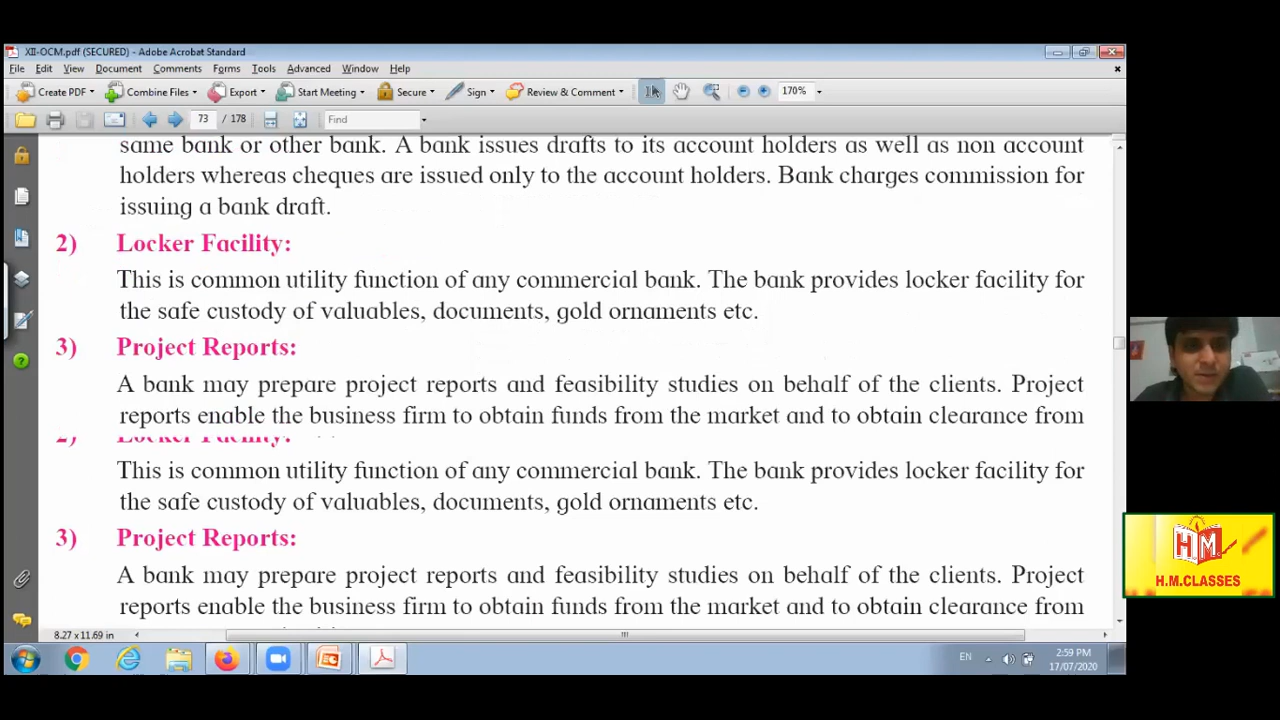 XII-OCM.pdf (SECURED) - Adobe Acrobat Standard
File Edit View Document Comments Forms Tools Advanced Window Help
Create PDF Combine Files Export Start Meeting Secure Sign Review & Comment 170%
73 / 178 Find
same bank or other bank. A bank issues drafts to its account holders as well as non account
holders whereas cheques are issued only to the account holders. Bank charges commission for
issuing a bank draft.
2) Locker Facility:
This is common utility function of any commercial bank. The bank provides locker facility for
the safe custody of valuables, documents, gold ornaments etc.
3) Project Reports:
A bank may prepare project reports and feasibility studies on behalf of the clients. Project
reports enable the business firm to obtain funds from the market and to obtain clearance from
2) Locker Facility:
This is common utility function of any commercial bank. The bank provides locker facility for
the safe custody of valuables, documents, gold ornaments etc.
3) Project Reports:
A bank may prepare project reports and feasibility studies on behalf of the clients. Project
reports enable the business firm to obtain funds from the market and to obtain clearance from
8.27 x 11.69 in
HM
H.M.CLASSES
EN 2:59 PM
17/07/2020